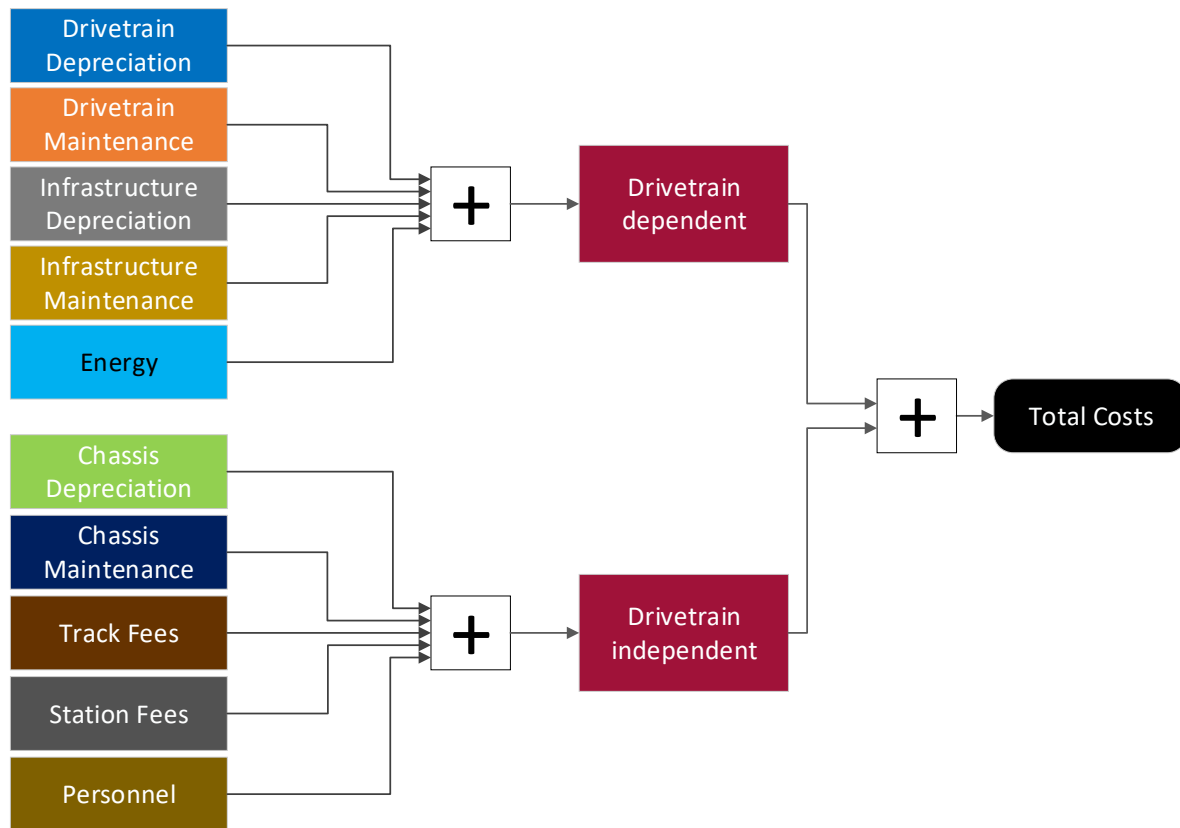 Drivetrain
Depreciation
Drivetrain
Maintenance
Infrastructure
Depreciation
Infrastructure
Maintenance
Energy
+
Drivetrain
dependent
Chassis
Depreciation
Chassis
Maintenance
Track Fees
Station Fees
Personnel
+
Drivetrain
independent
+
Total Costs